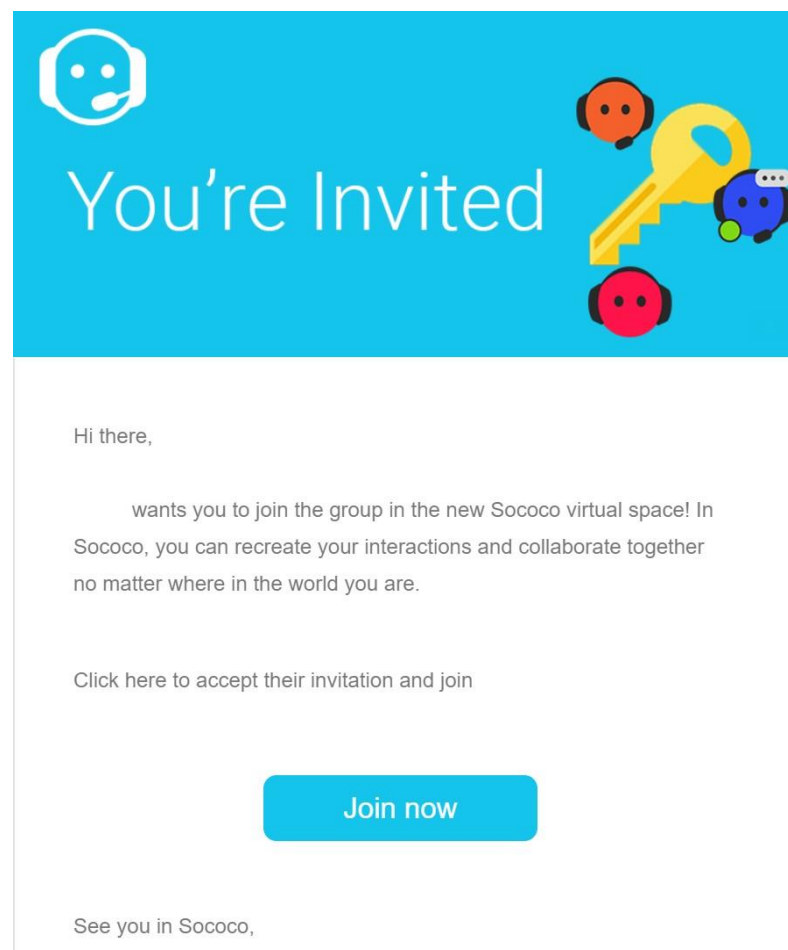 You’re Invited
Hi there,
wants you to join the group in the new Sococo virtual space! In
Sococo, you can recreate your interactions and collaborate together
no matter where in the world you are.
Click here to accept their invitation and join
Join now
See you in Sococo,